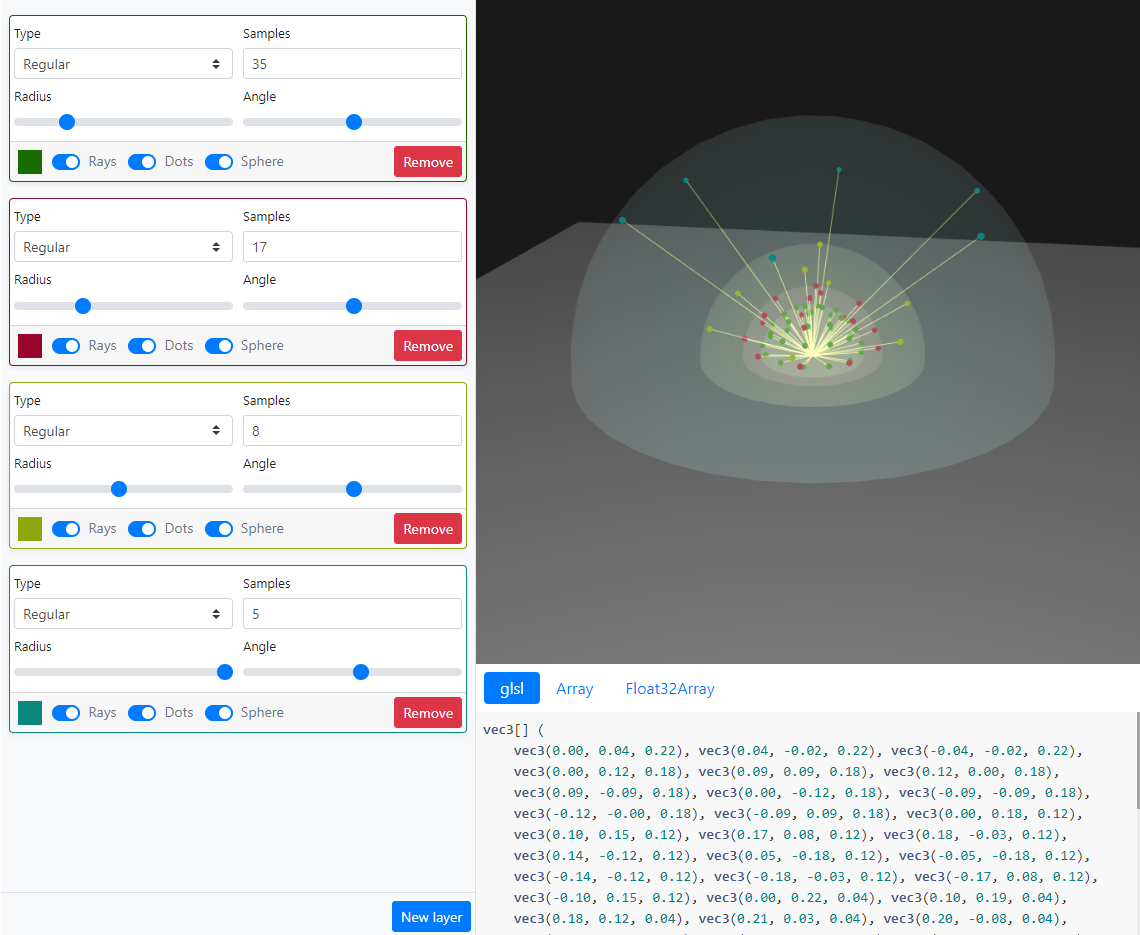 Type Samples
Regular 35
Radius Angle
Rays Dots Sphere Remove
Type Samples
Regular 17
Radius Angle
Rays Dots Sphere Remove
Type Samples
Regular 8
Radius Angle
Rays Dots Sphere Remove
Type Samples
Regular 5
Radius Angle
Rays Dots Sphere Remove
New layer
glsl Array Float32Array
vec3[] (
vec3(0.00, 0.04, 0.22), vec3(0.04, -0.02, 0.22), vec3(-0.04, -0.02, 0.22),
vec3(0.00, 0.12, 0.18), vec3(0.09, 0.09, 0.18), vec3(0.12, 0.00, 0.18),
vec3(0.09, -0.09, 0.18), vec3(0.00, -0.12, 0.18), vec3(-0.09, -0.09, 0.18),
vec3(-0.12, -0.00, 0.18), vec3(-0.09, 0.09, 0.18), vec3(0.00, 0.18, 0.12),
vec3(0.10, 0.15, 0.12), vec3(0.17, 0.08, 0.12), vec3(0.18, -0.03, 0.12),
vec3(0.14, -0.12, 0.12), vec3(0.05, -0.18, 0.12), vec3(-0.05, -0.18, 0.12),
vec3(-0.14, -0.12, 0.12), vec3(-0.18, -0.03, 0.12), vec3(-0.17, 0.08, 0.12),
vec3(-0.10, 0.15, 0.12), vec3(0.00, 0.22, 0.04), vec3(0.10, 0.19, 0.04),
vec3(0.18, 0.12, 0.04), vec3(0.21, 0.03, 0.04), vec3(0.20, -0.08, 0.04),